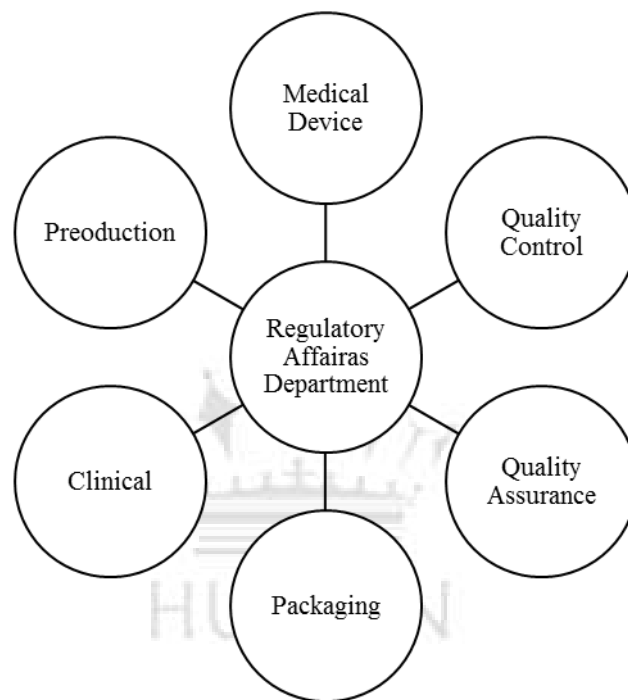 Medical
Device
Preoduction
Quality
Control
Regulatory
Affairas
Department
Clinical
Quality
Assurance
Packaging